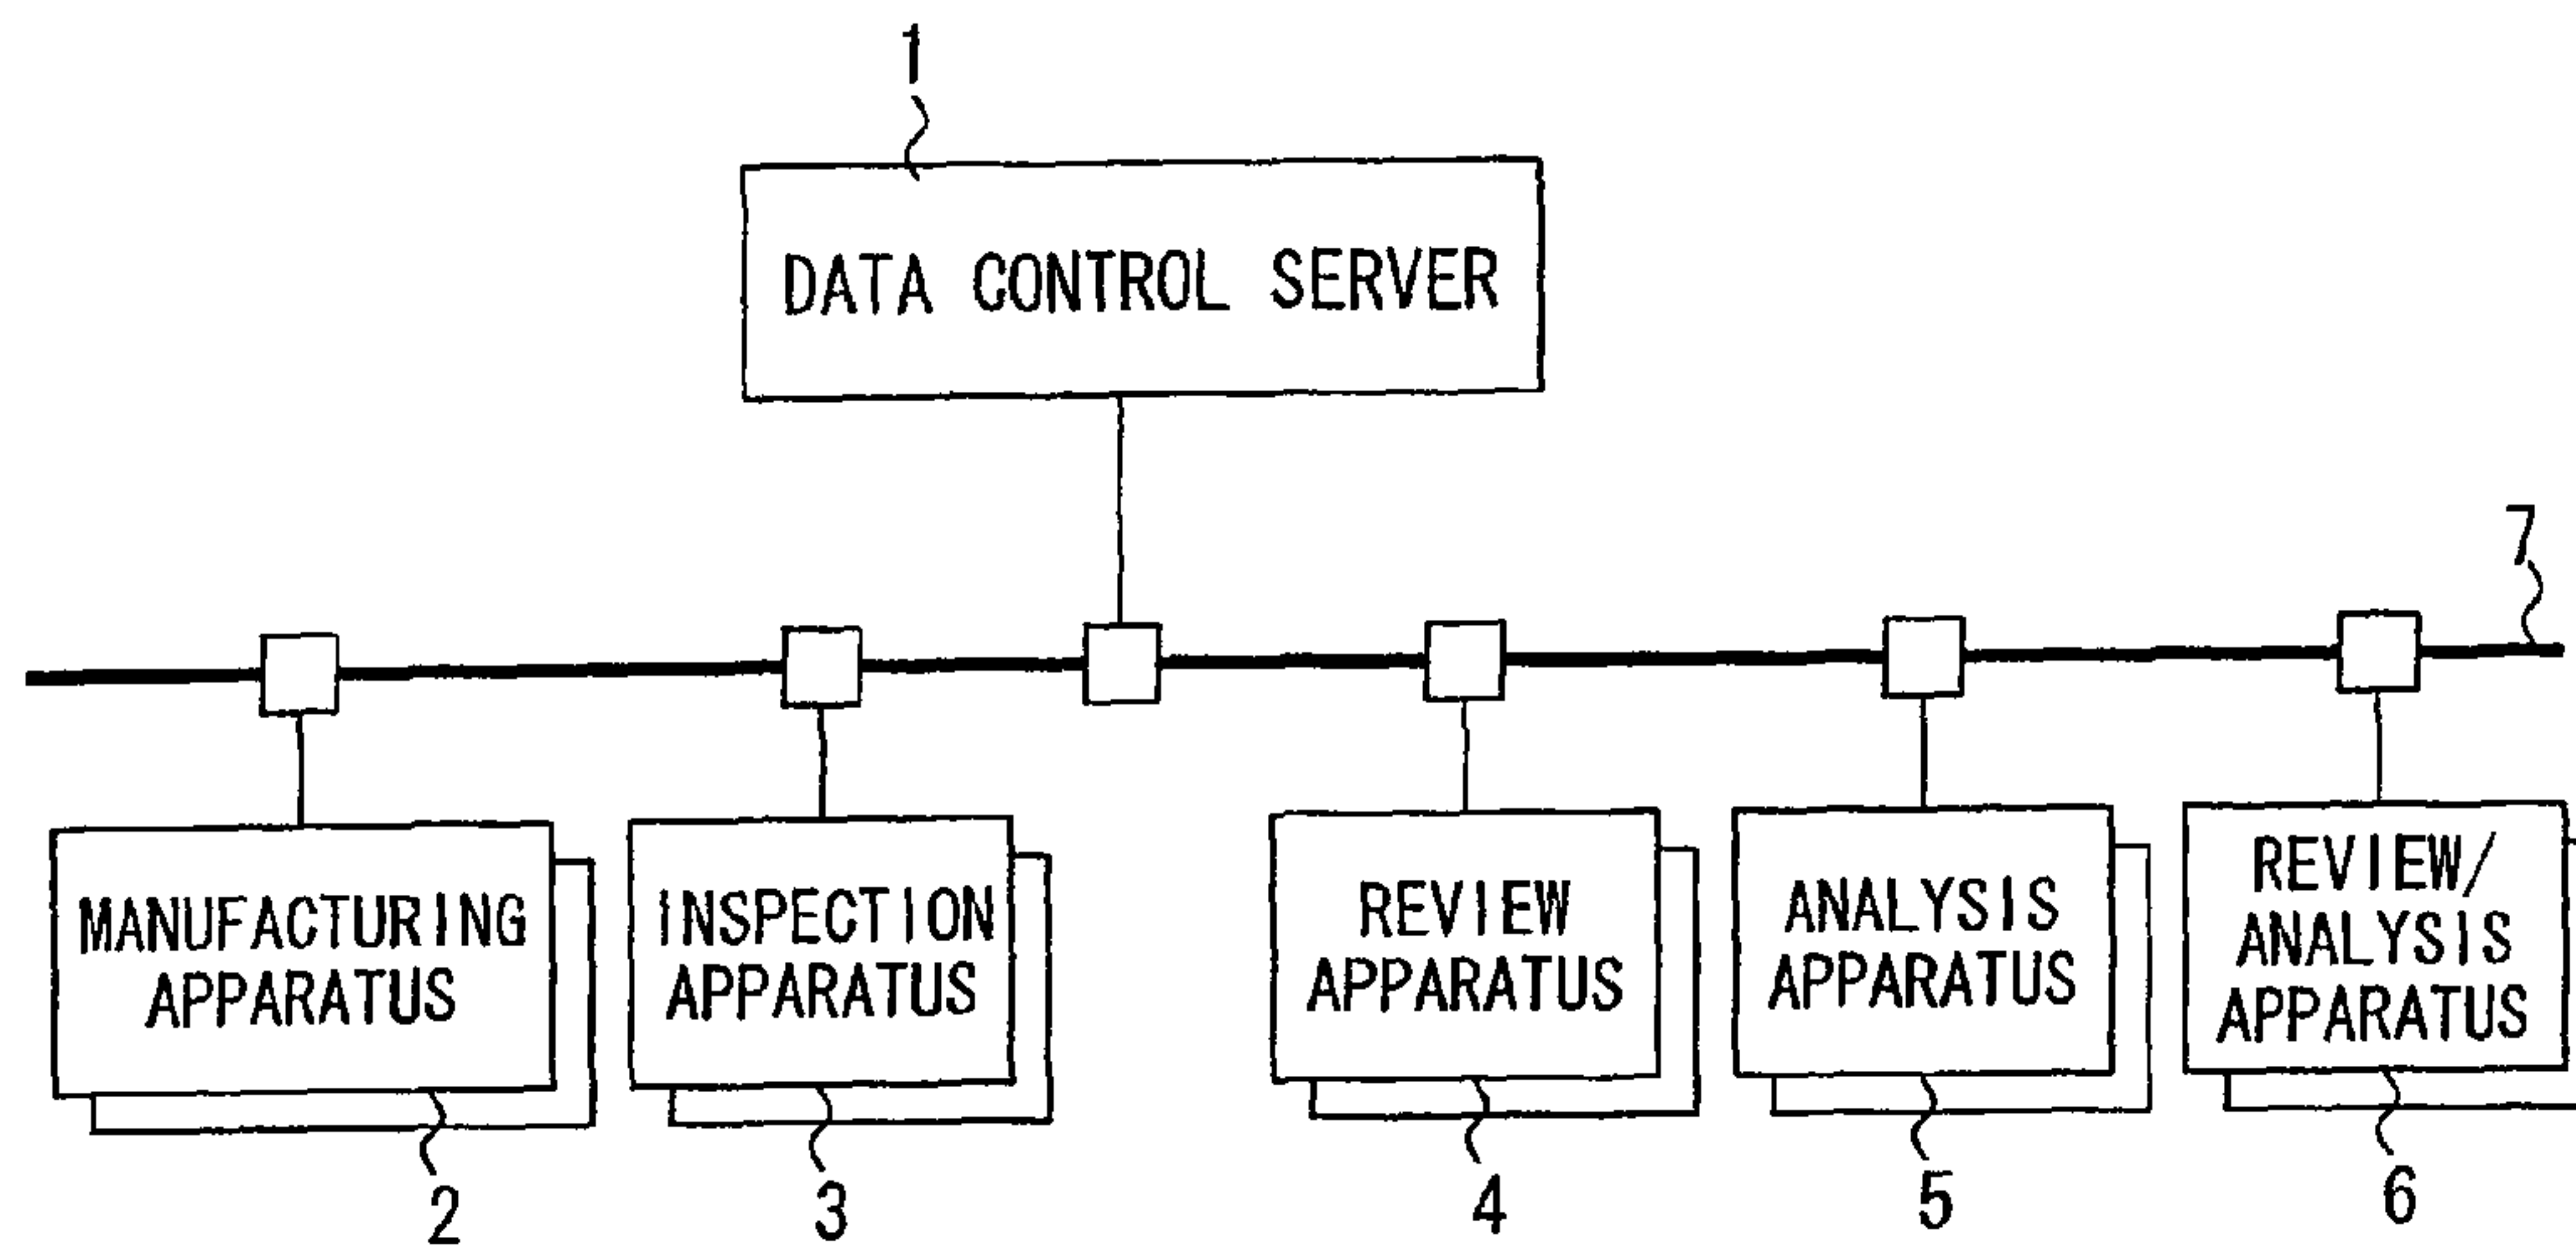 1
DATA CONTROL SERVER
7
MANUFACTURING
APPARATUS
INSPECTION
APPARATUS
REVIEW
APPARATUS
ANALYSIS
APPARATUS
REVIEW/
ANALYSIS
APPARATUS
2
3
4
5
6